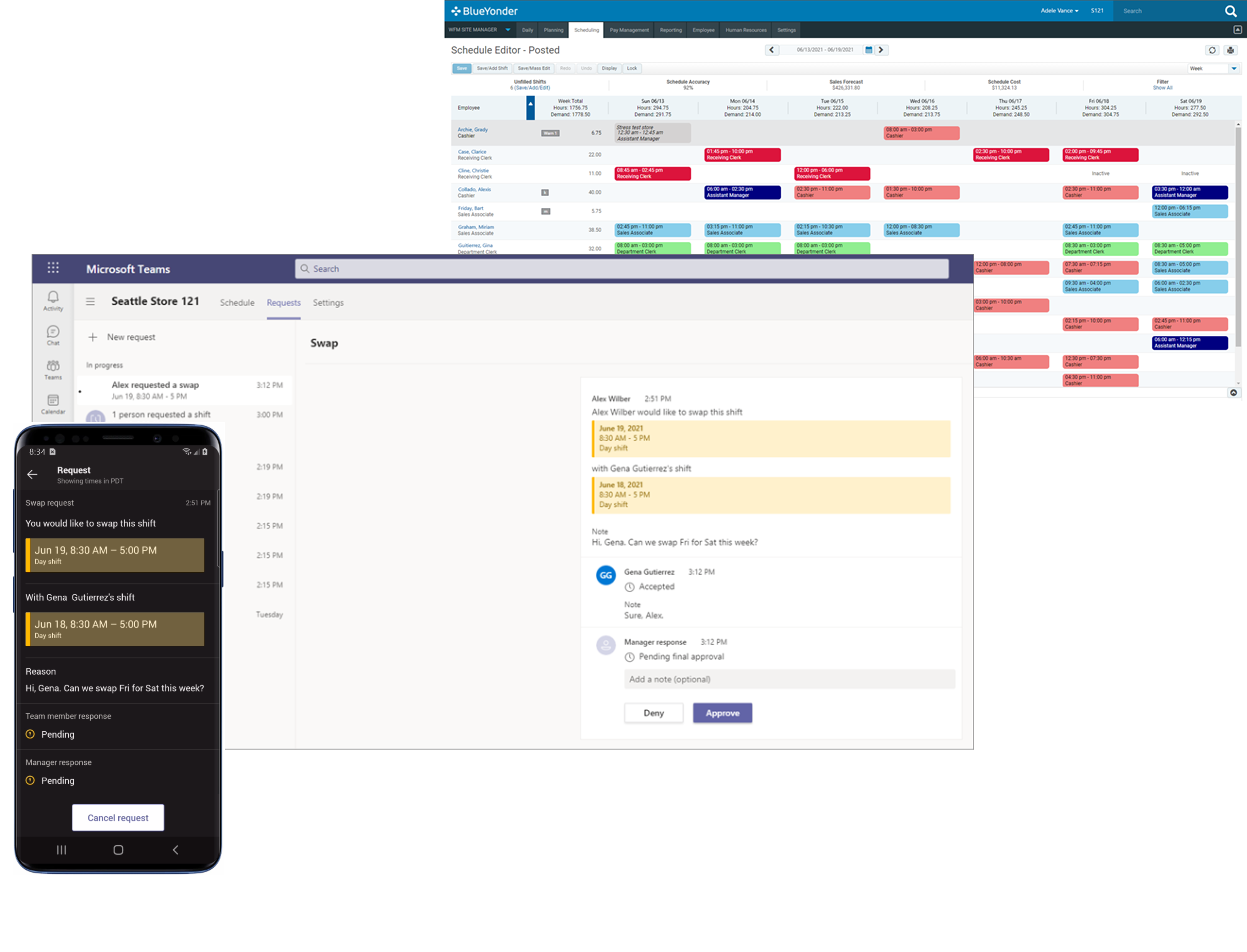 BlueYonder
Adele Vance
S121
Search
WFM SITE MANAGER
Daily
Planning
Scheduling
Pay Management
Reporting
Employee
Human Resources
Settings
Schedule Editor - Posted
06/13/2021 - 06/19/2021
Save
Save/Add Shift
Save/Mass Edit
Redo
Undo
Display
Lock
Week
Unfilled Shifts
6 (Save/Add/Edit)
Schedule Accuracy
92%
Sales Forecast
$426,331.60
Schedule Cost
$11,324.13
Filter
Show All
Employee
Week Total
Hours: 1756.75
Demand: 1778.50
Sun 06/13
Hours: 294.75
Demand: 291.75
Mon 06/14
Hours: 204.75
Demand: 214.00
Tue 06/15
Hours: 222.00
Demand: 213.25
Wed 06/16
Hours: 208.25
Demand: 213.75
Thu 06/17
Hours: 245.25
Demand: 248.50
Fri 06/18
Hours: 304.25
Demand: 304.75
Sat 06/19
Hours: 277.50
Demand: 292.50
Archie, Grady
Cashier
6.75
Stress test store
12:30 am - 12:45 am
Assistant Manager
08:00 am - 03:00 pm
Cashier
Case, Clarice
Receiving Clerk
22.00
01:45 pm - 10:00 pm
Receiving Clerk
02:30 pm - 10:00 pm
Receiving Clerk
02:00 pm - 09:45 pm
Receiving Clerk
Cline, Christie
Receiving Clerk
11.00
08:45 am - 02:45 pm
Receiving Clerk
12:00 pm - 06:00 pm
Receiving Clerk
Inactive
Inactive
Collado, Alexis
Cashier
40.00
06:00 am - 02:30 pm
Assistant Manager
02:30 pm - 11:00 pm
Cashier
01:30 pm - 10:00 pm
Cashier
02:30 pm - 11:00 pm
Cashier
03:30 pm - 12:00 am
Assistant Manager
Friday, Bart
Sales Associate
5.75
12:00 pm - 06:15 pm
Sales Associate
Graham, Miriam
Sales Associate
38.50
02:45 pm - 11:00 pm
Sales Associate
03:15 pm - 11:00 pm
Sales Associate
02:15 pm - 10:30 pm
Sales Associate
12:00 pm - 08:30 pm
Sales Associate
02:45 pm - 11:00 pm
Sales Associate
Gutierrez, Gina
Department Clerk
32.00
08:00 am - 03:00 pm
Department Clerk
08:00 am - 03:00 pm
Department Clerk
08:00 am - 03:00 pm
Department Clerk
08:30 am - 03:00 pm
Department Clerk
08:30 am - 05:00 pm
Department Clerk
12:00 pm - 08:00 pm
Cashier
07:30 am - 07:15 pm
Cashier
08:30 am - 05:00 pm
Sales Associate
09:30 am - 04:00 pm
Sales Associate
06:00 am - 02:30 pm
Sales Associate
03:00 pm - 10:00 pm
Cashier
02:15 pm - 10:00 pm
Cashier
02:45 pm - 11:00 pm
Cashier
06:00 am - 12:15 pm
Assistant Manager
06:00 am - 10:30 am
Cashier
12:30 pm - 07:30 pm
Cashier
04:30 pm - 11:00 pm
Cashier
Microsoft Teams
Search
Activity
Chat
Teams
Calendar
Seattle Store 121
Schedule
Requests
Settings
New request
In progress
Alex requested a swap
3:12 PM
Jun 19, 8:30 AM - 5 PM
1 person requested a shift
3:00 PM
2:19 PM
2:19 PM
2:15 PM
2:15 PM
2:15 PM
Tuesday
Swap
Alex Wilber 2:51 PM
Alex Wilber would like to swap this shift
June 19, 2021
8:30 AM - 5 PM
Day shift
with Gena Gutierrez's shift
June 18, 2021
8:30 AM - 5 PM
Day shift
Note
Hi, Gena. Can we swap Fri for Sat this week?
GG
Gena Gutierrez 3:12 PM
Accepted
Note
Sure, Alex.
Manager response 3:12 PM
Pending final approval
Add a note (optional)
Deny
Approve
8:34
Request
Showing times in PDT
Swap request
2:51 PM
You would like to swap this shift
Jun 19, 8:30 AM – 5:00 PM
Day shift
With Gena Gutierrez's shift
Jun 18, 8:30 AM – 5:00 PM
Day shift
Reason
Hi, Gena. Can we swap Fri for Sat this week?
Team member response
Pending
Manager response
Pending
Cancel request